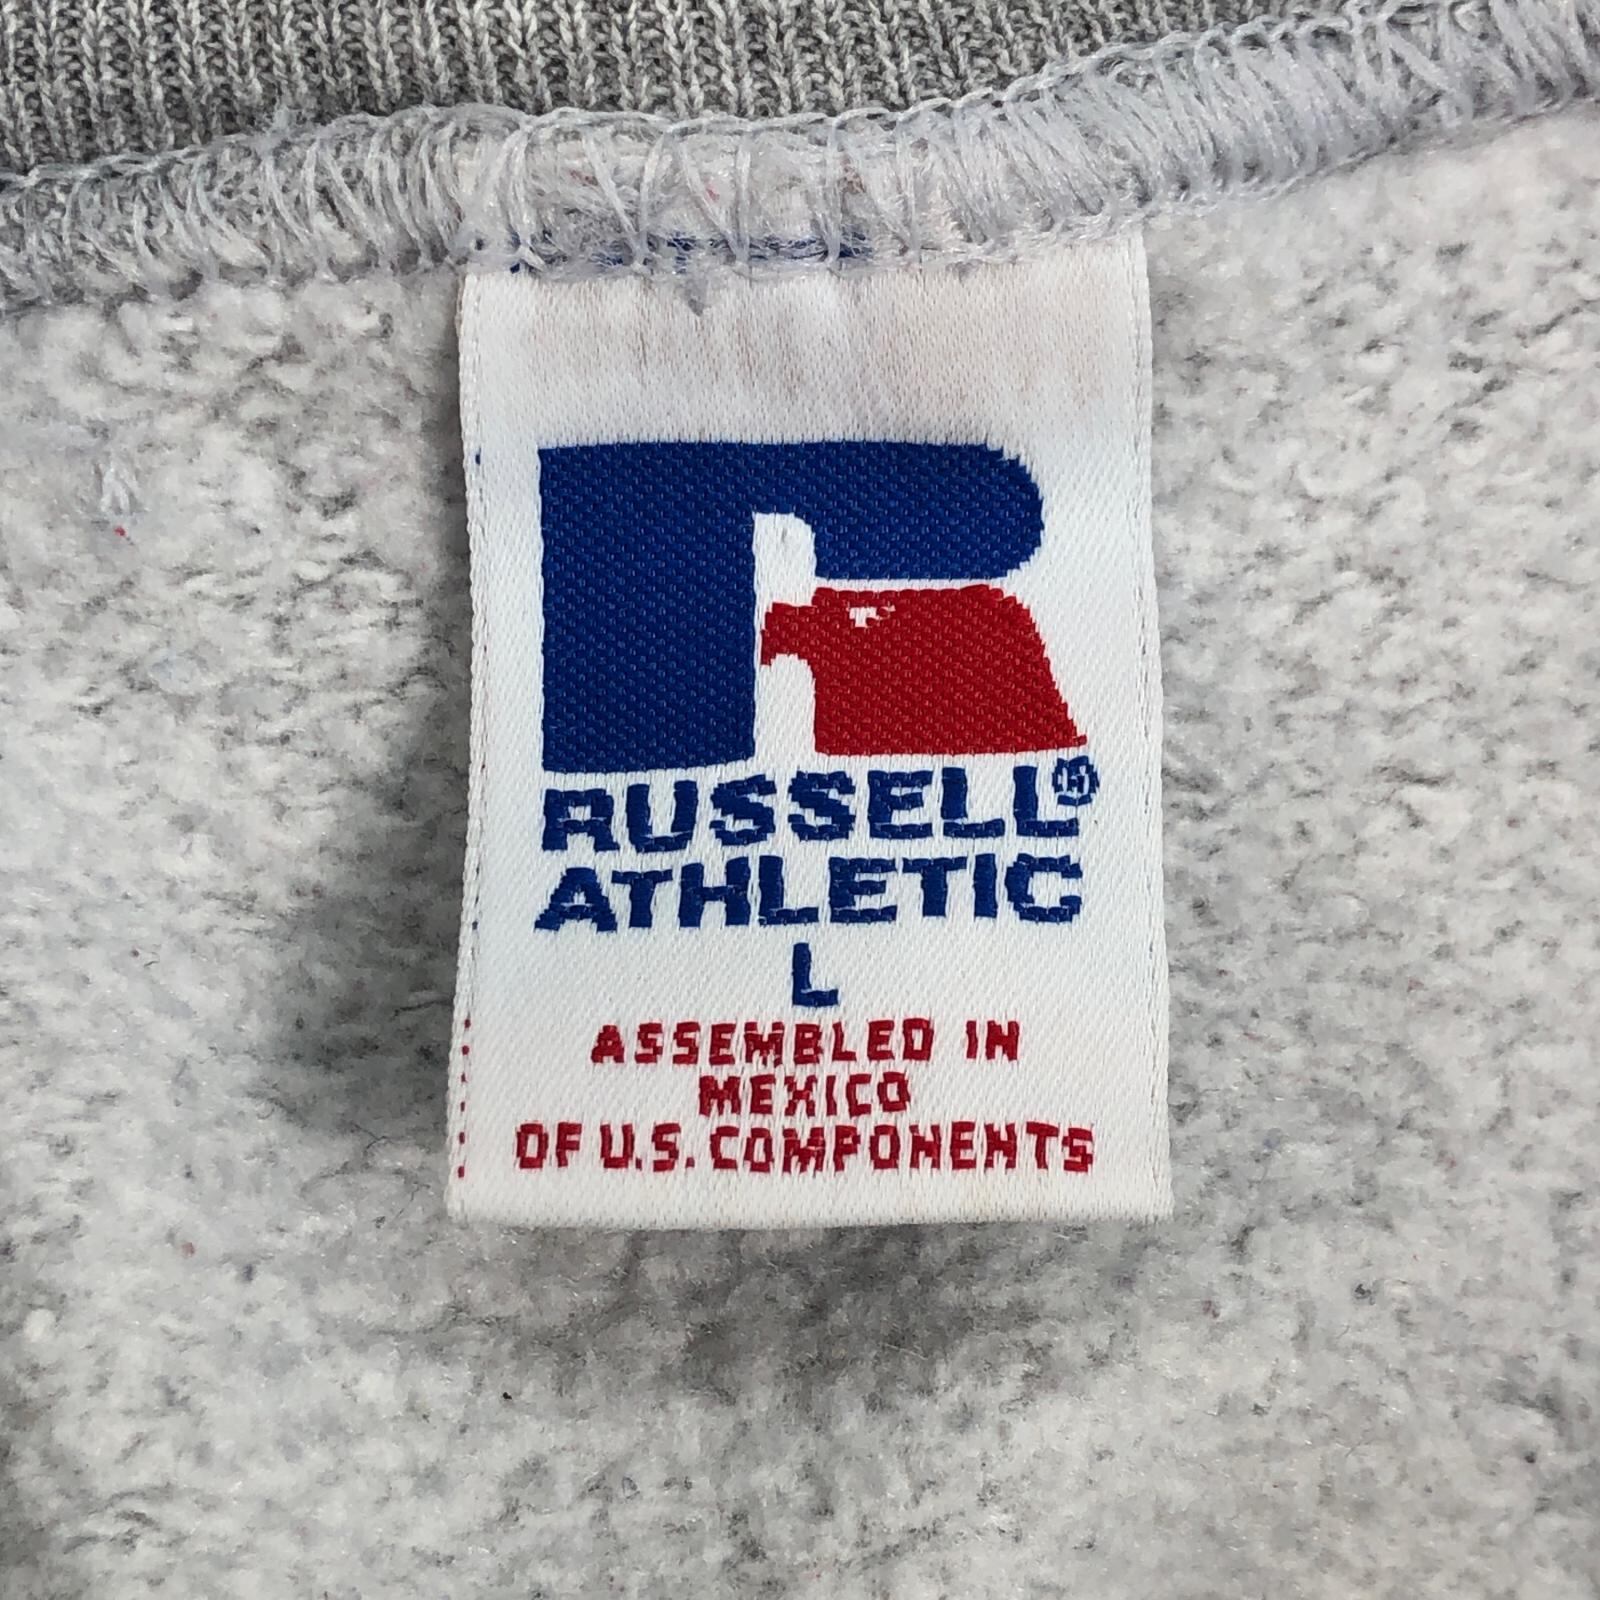 RUSSELL®
ATHLETIC
L
ASSEMBLED IN
MEXICO
OF U.S. COMPONENTS